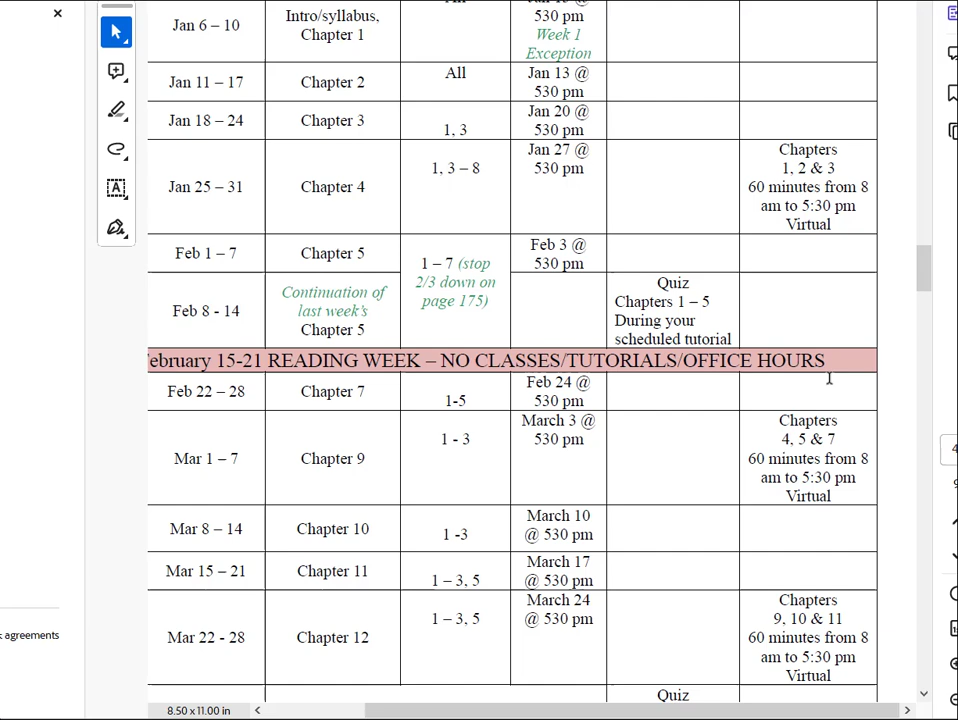 Jan 6 – 10
Intro/syllabus,
Chapter 1
530 pm
Week 1
Exception
Jan 11 – 17
Chapter 2
All
Jan 13 @
530 pm
Jan 18 – 24
Chapter 3
1, 3
Jan 20 @
530 pm
Jan 25 – 31
Chapter 4
1, 3 – 8
Jan 27 @
530 pm
Chapters
1, 2 & 3
60 minutes from 8
am to 5:30 pm
Virtual
Feb 1 – 7
Chapter 5
1 – 7 (stop
2/3 down on
page 175)
Feb 3 @
530 pm
Feb 8 - 14
Continuation of
last week's
Chapter 5
Quiz
Chapters 1 – 5
During your
scheduled tutorial
ebruary 15-21 READING WEEK – NO CLASSES/TUTORIALS/OFFICE HOURS
Feb 22 – 28
Chapter 7
1-5
Feb 24 @
530 pm
Mar 1 – 7
Chapter 9
1 - 3
March 3 @
530 pm
Chapters
4, 5 & 7
60 minutes from 8
am to 5:30 pm
Virtual
Mar 8 – 14
Chapter 10
1 -3
March 10
@ 530 pm
Mar 15 – 21
Chapter 11
1 – 3, 5
March 17
@ 530 pm
Mar 22 - 28
Chapter 12
1 – 3, 5
March 24
@ 530 pm
Chapters
9, 10 & 11
60 minutes from 8
am to 5:30 pm
Virtual
Quiz
agreements
8.50 x 11.00 in